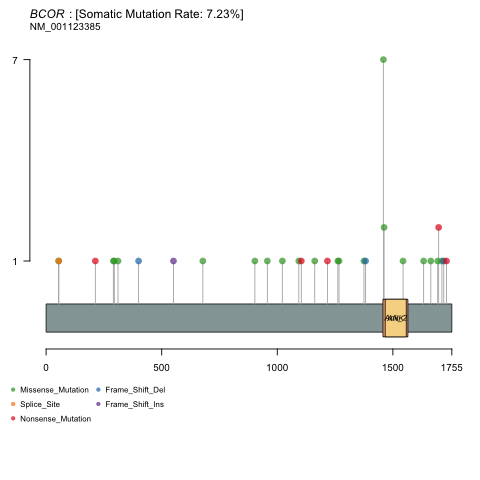 BCOR : [Somatic Mutation Rate: 7.23%]
NM_001123385
7
1
0 500 1000 1500 1755
Missense_Mutation Frame_Shift_Del
Splice_Site Frame_Shift_Ins
Nonsense_Mutation